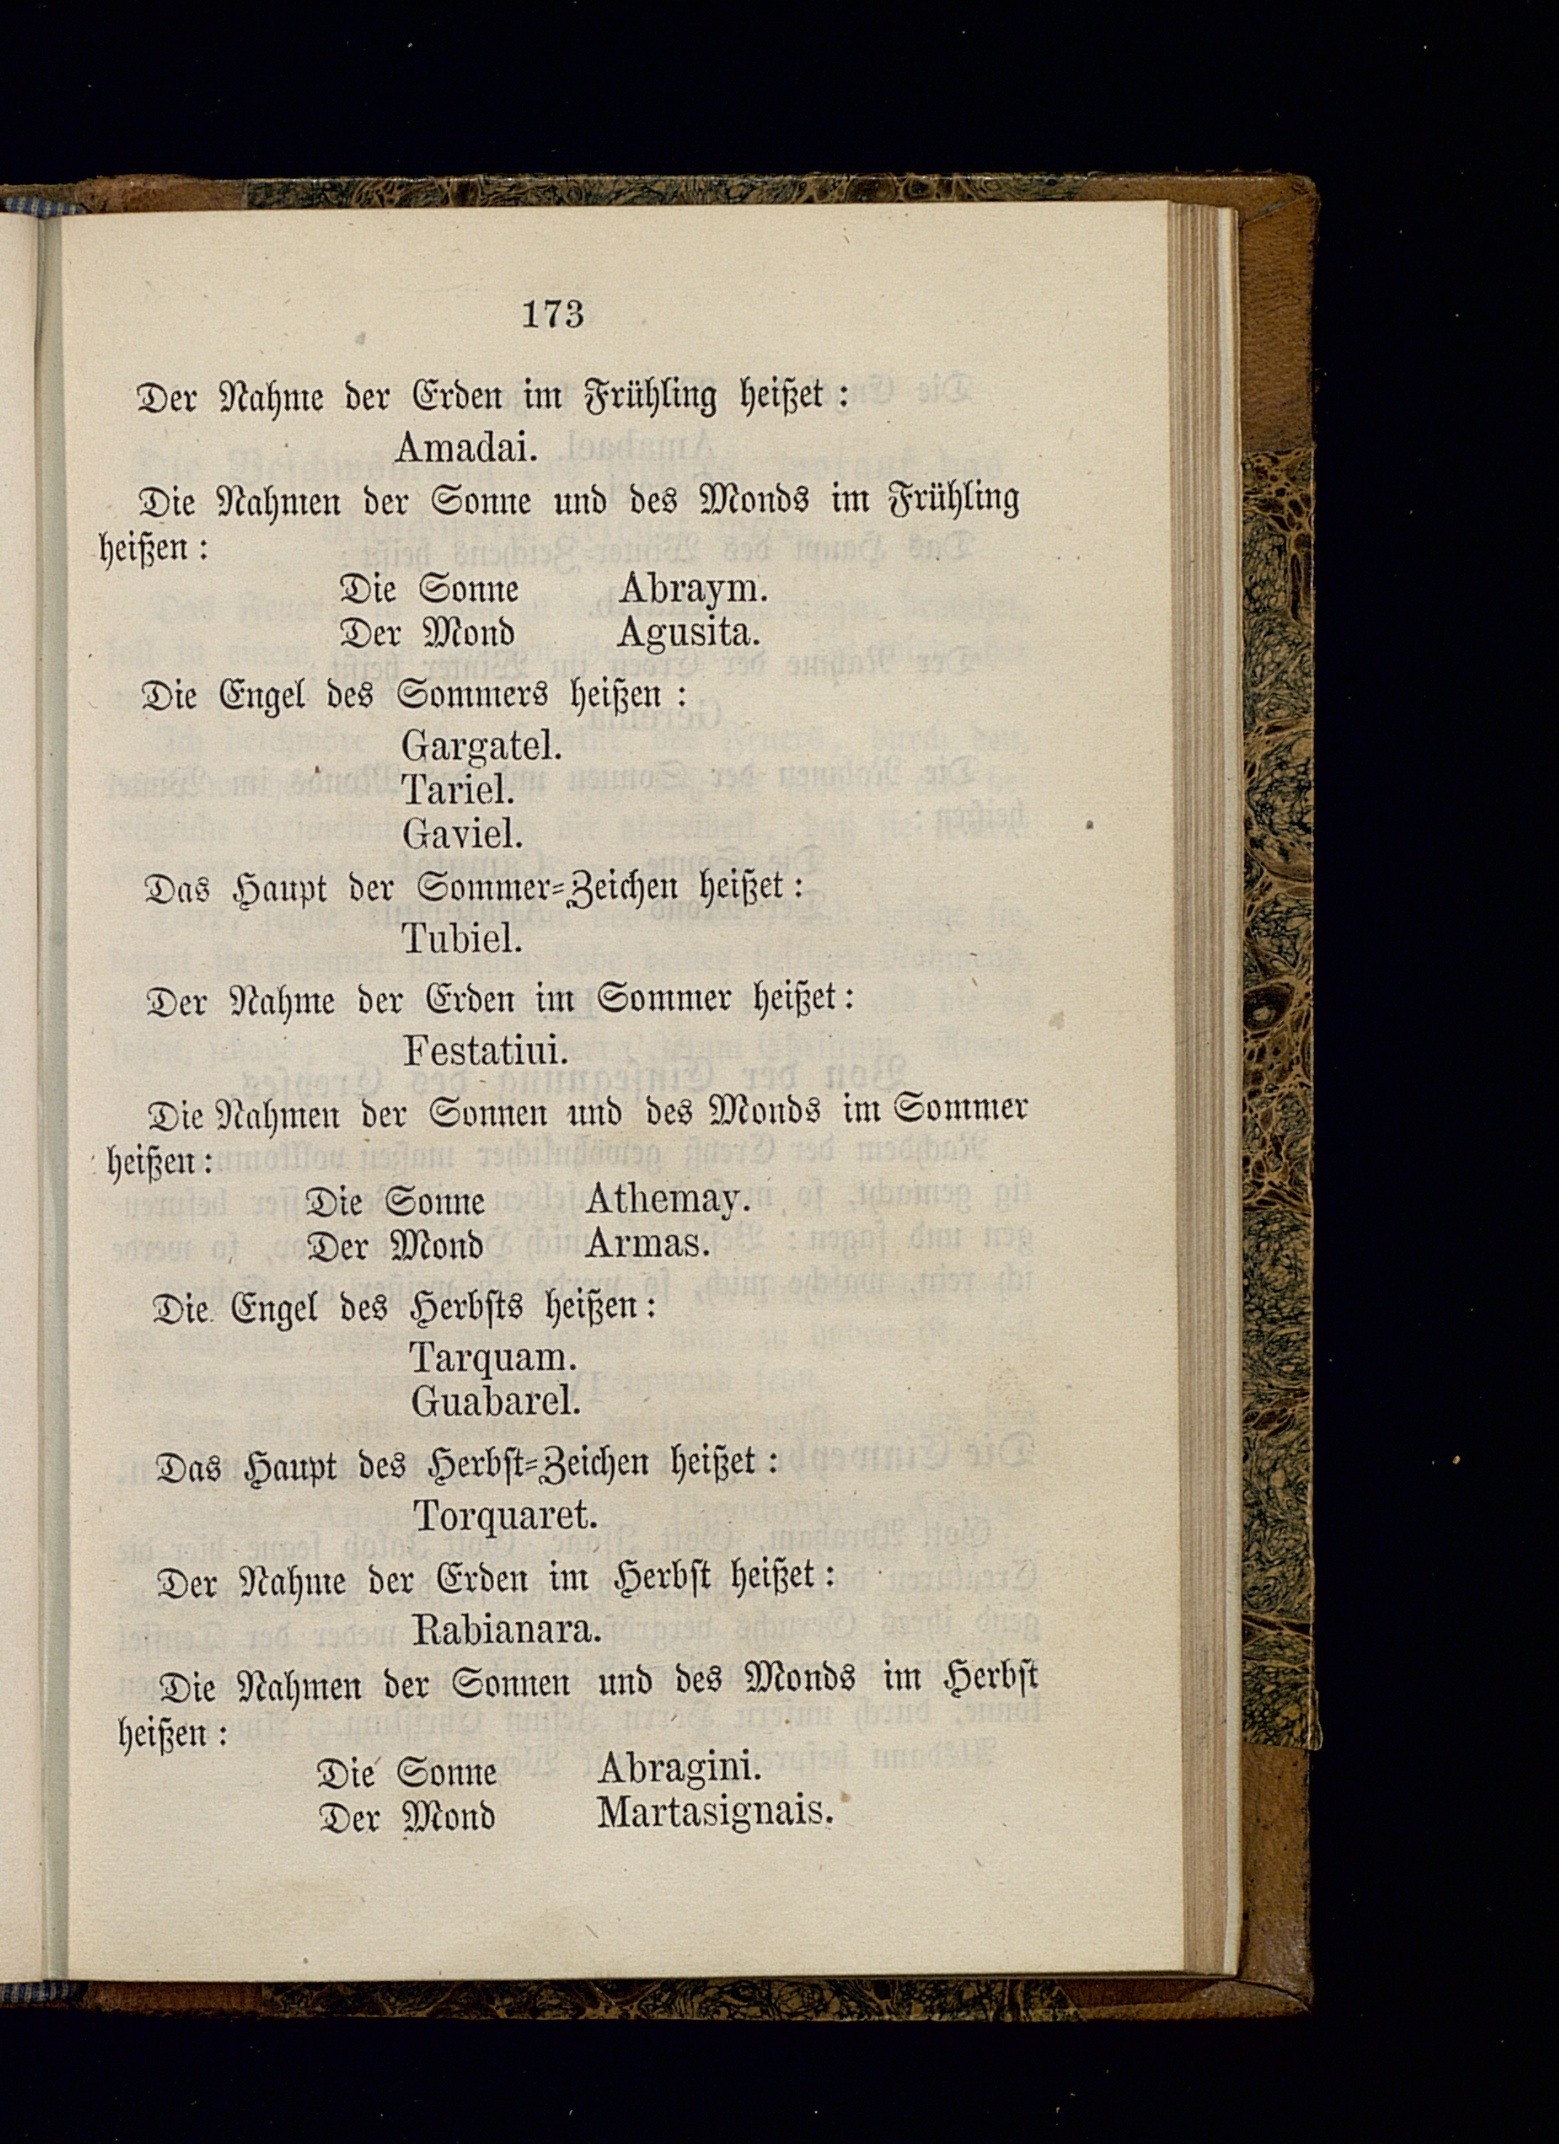 173
Der Nahme der Erden im Frühling heißet:
Amadai.
Die Nahmen der Sonne und des Monds im Frühling
heißen:
Die Sonne Abraym.
Der Mond Agusita.
Die Engel des Sommers heißen:
Gargatel.
Tariel.
Gaviel.
Das Haupt der Sommer-Zeichen heißet:
Tubiel.
Der Nahme der Erden im Sommer heißet:
Festatiui.
Die Nahmen der Sonnen und des Monds im Sommer
heißen:
Die Sonne Athemay.
Der Mond Armas.
Die Engel des Herbsts heißen:
Tarquam.
Guabarel.
Das Haupt des Herbst-Zeichen heißet:
Torquaret.
Der Nahme der Erden im Herbst heißet:
Rabianara.
Die Nahmen der Sonnen und des Monds im Herbst
heißen:
Die Sonne Abragini.
Der Mond Martasignais.